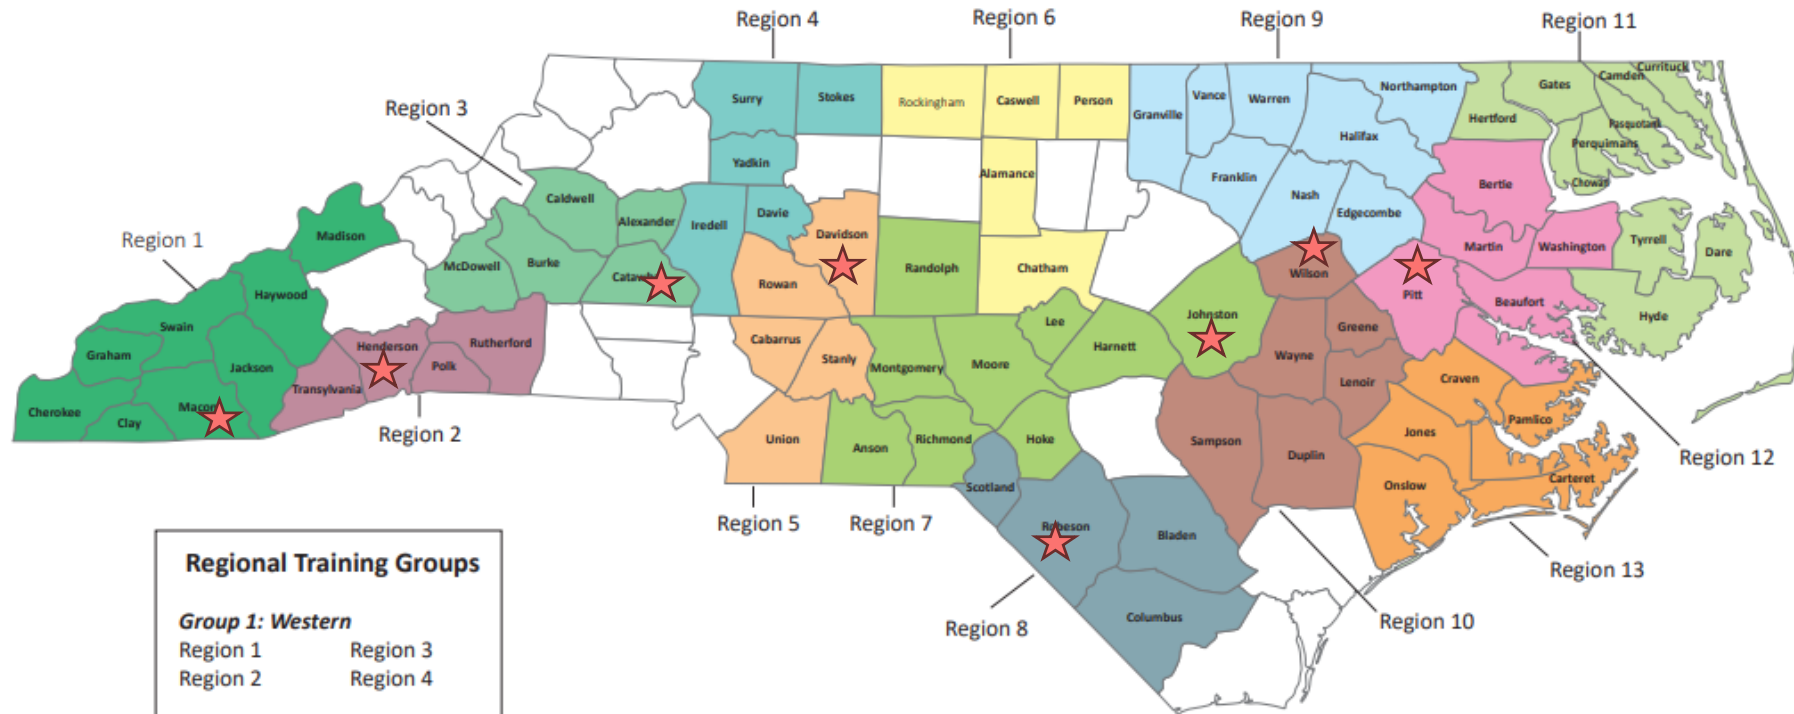 Region 4
Region 6
Region 9
Region 11
Region 3
Region 1
Surry
Stokes
Rockingham
Caswell
Person
Granville
Vance
Warren
Northampton
Hertford
Gates
Camden
Currituck
Pasquotank
Perquimans
Chowan
Halifax
Yadkin
Alamance
Franklin
Nash
Edgecombe
Bertie
Caldwell
Alexander
Iredell
Davie
Davidson
Madison
McDowell
Burke
Catawba
Rowan
Randolph
Chatham
Wilson
Martin
Washington
Tyrrell
Dare
Haywood
Pitt
Beaufort
Hyde
Swain
Graham
Jackson
Henderson
Rutherford
Polk
Transylvania
Cabarrus
Stanly
Montgomery
Moore
Lee
Harnett
Johnston
Greene
Wayne
Lenoir
Craven
Pamlico
Cherokee
Clay
Macon
Region 2
Union
Anson
Richmond
Hoke
Sampson
Duplin
Jones
Onslow
Carteret
Region 12
Scotland
Robeson
Bladen
Columbus
Region 5
Region 7
Region 8
Region 10
Region 13
Regional Training Groups
Group 1: Western
Region 1 Region 3
Region 2 Region 4